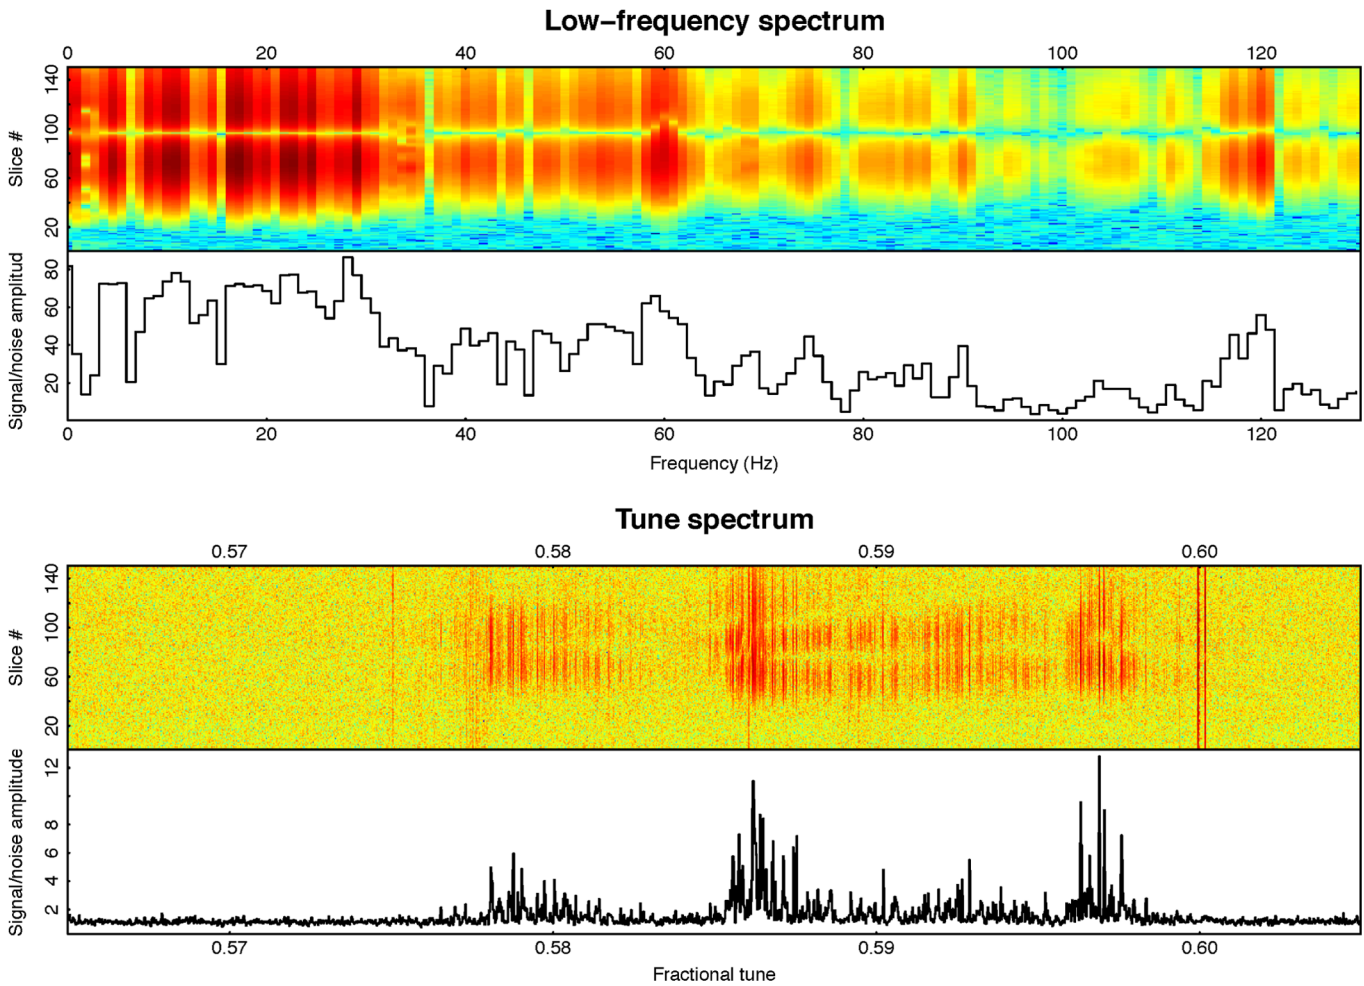 Low-frequency spectrum
0 20 40 60 80 100 120
Slice #
140
100
60
20
Signal/noise amplitud
80
60
40
20
0 20 40 60 80 100 120
Frequency (Hz)
Tune spectrum
0.57 0.58 0.59 0.60
Slice #
140
100
60
20
Signal/noise amplitude
12
8
6
4
2
0.57 0.58 0.59 0.60
Fractional tune